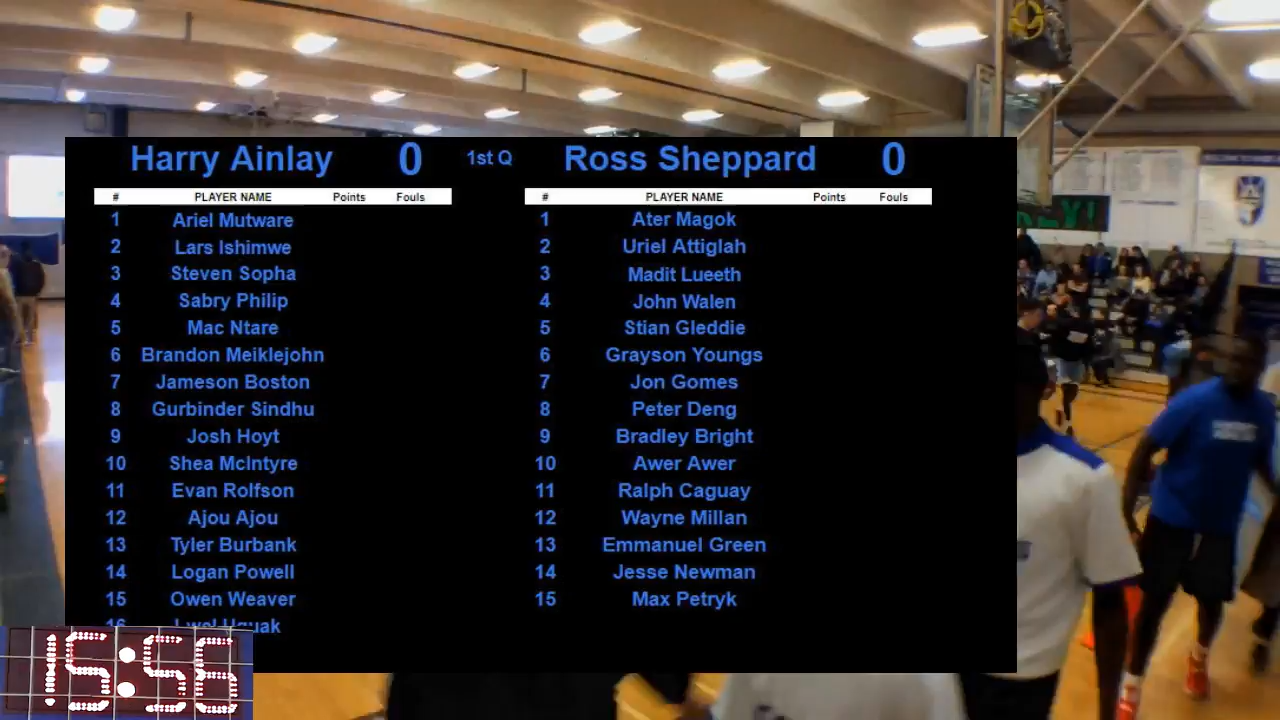 Harry Ainlay 0 1st Q Ross Sheppard 0
# PLAYER NAME Points Fouls # PLAYER NAME Points Fouls
1 Ariel Mutware 1 Ater Magok
2 Lars Ishimwe 2 Uriel Attiglah
3 Steven Sopha 3 Madit Lueeth
4 Sabry Philip 4 John Walen
5 Mac Ntare 5 Stian Gleddie
6 Brandon Meiklejohn 6 Grayson Youngs
7 Jameson Boston 7 Jon Gomes
8 Gurbinder Sindhu 8 Peter Deng
9 Josh Hoyt 9 Bradley Bright
10 Shea McIntyre 10 Awer Awer
11 Evan Rolfson 11 Ralph Caguay
12 Ajou Ajou 12 Wayne Millan
13 Tyler Burbank 13 Emmanuel Green
14 Logan Powell 14 Jesse Newman
15 Owen Weaver 15 Max Petryk
16
15:56